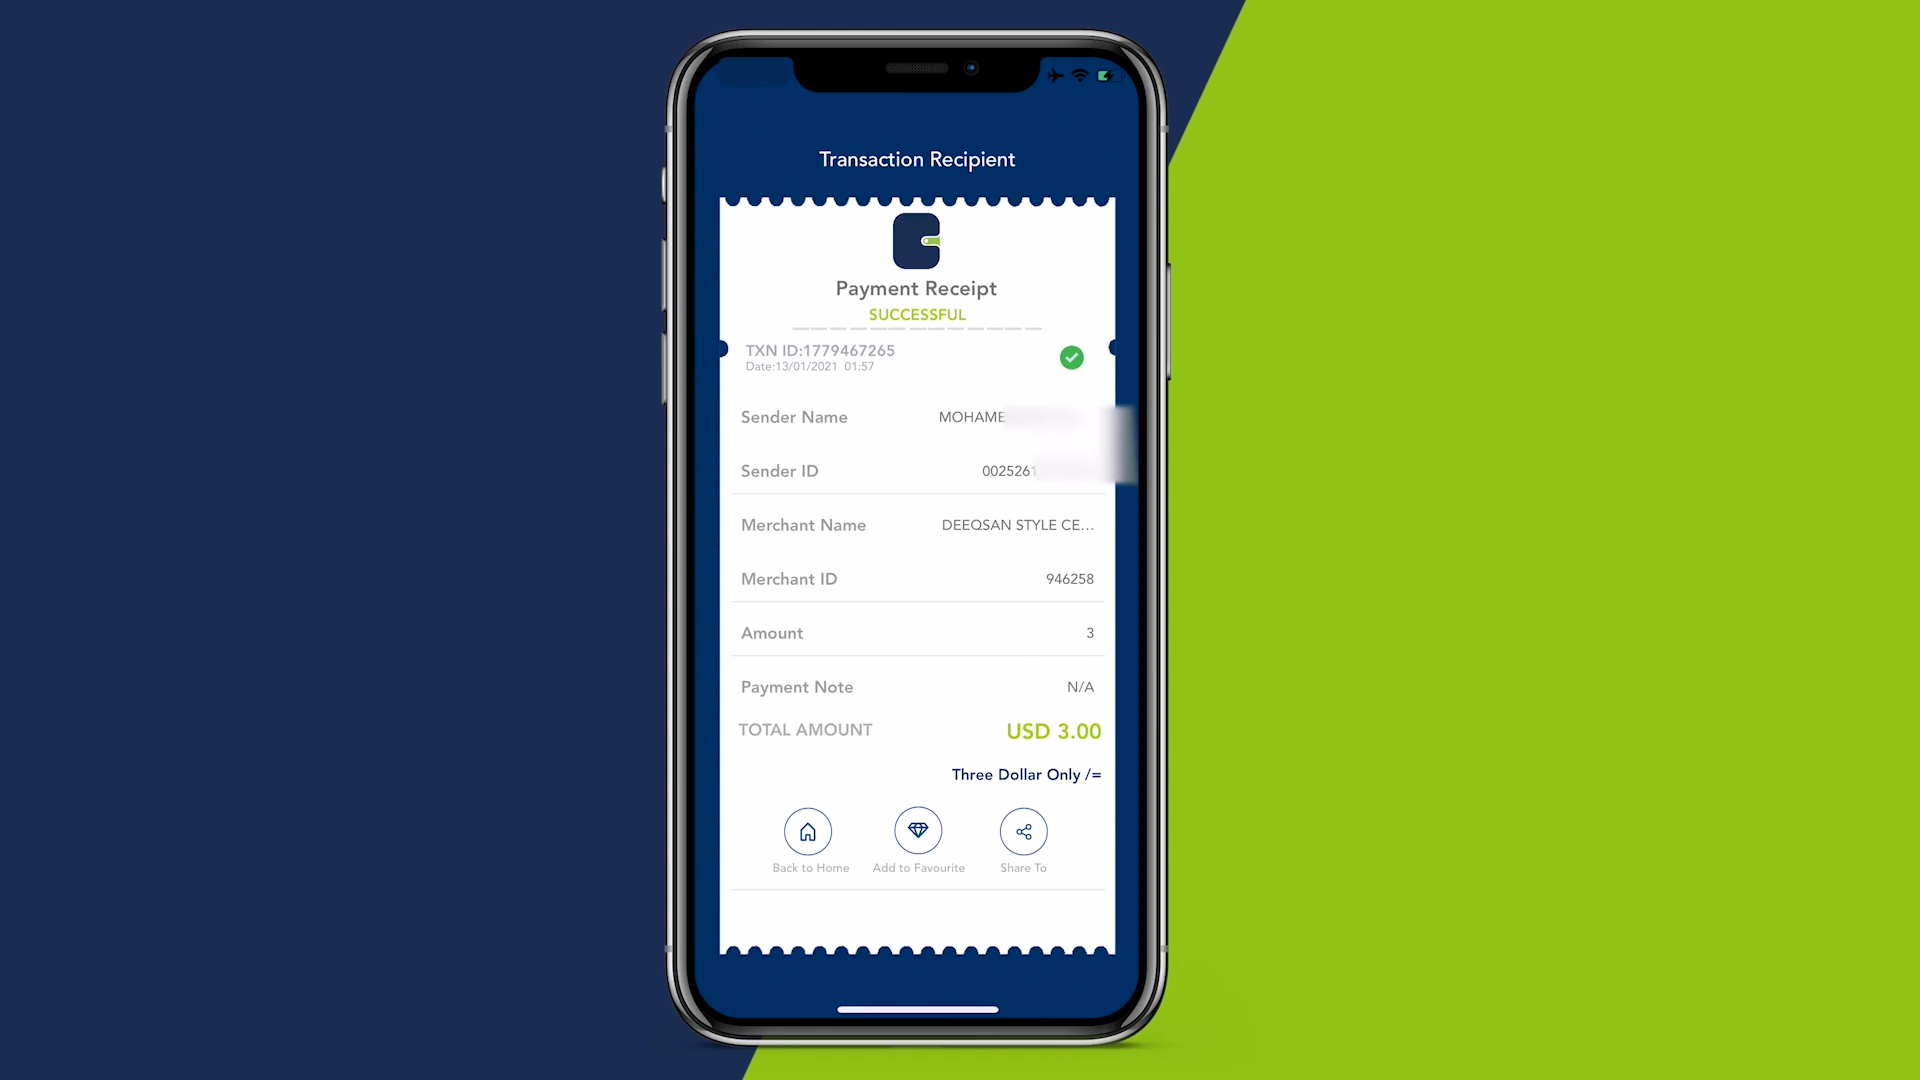 Transaction Recipient
Payment Receipt
SUCCESSFUL
TXN ID:1779467265
Date:13/01/2021 01:57
Sender Name MOHAME
Sender ID 0025261
Merchant Name DEEQSAN STYLE CE...
Merchant ID 946258
Amount 3
Payment Note N/A
TOTAL AMOUNT USD 3.00
Three Dollar Only /=
Back to Home Add to Favourite Share To